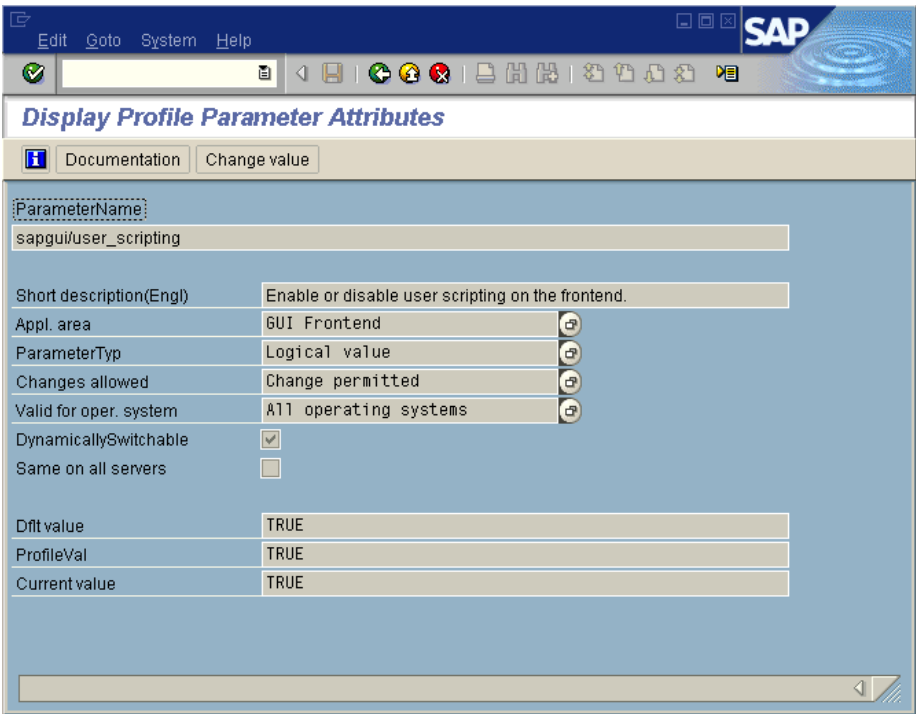 Edit Goto System Help
SAP
Display Profile Parameter Attributes
Documentation Change value
ParameterName
sapgui/user_scripting
Short description(Engl) Enable or disable user scripting on the frontend.
Appl. area GUI Frontend
ParameterTyp Logical value
Changes allowed Change permitted
Valid for oper. system All operating systems
DynamicallySwitchable
Same on all servers
Dflt value TRUE
ProfileVal TRUE
Current value TRUE